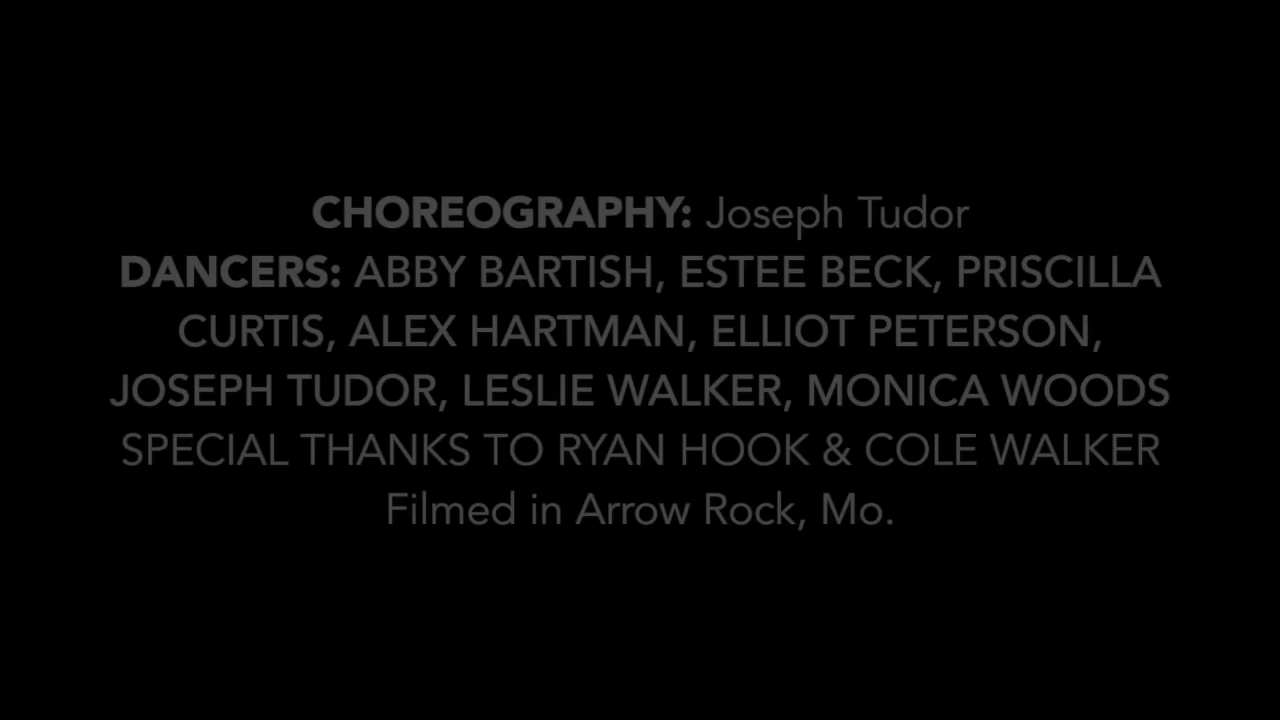 CHOREOGRAPHY: Joseph Tudor
DANCERS: ABBY BARTISH, ESTEE BECK, PRISCILLA
CURTIS, ALEX HARTMAN, ELLIOT PETERSON,
JOSEPH TUDOR, LESLIE WALKER, MONICA WOODS
SPECIAL THANKS TO RYAN HOOK & COLE WALKER
Filmed in Arrow Rock, Mo.